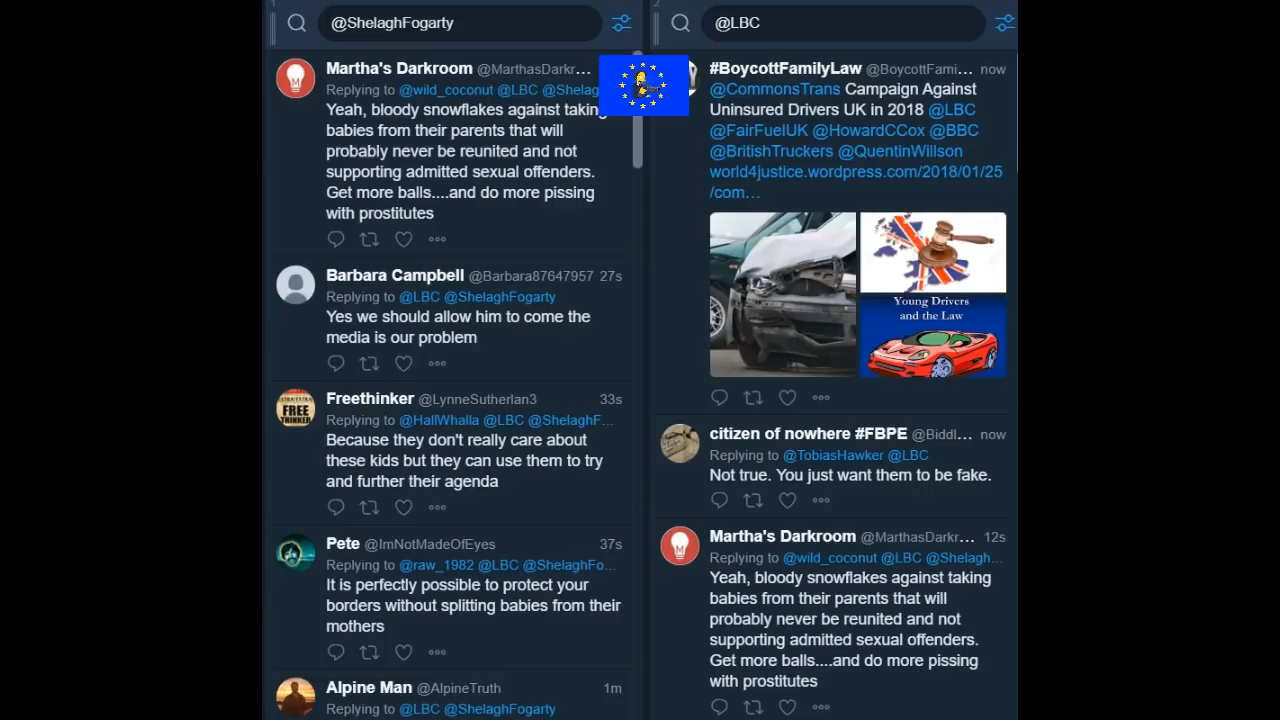 1
@ShelaghFogarty
Martha's Darkroom @MarthasDarkr...
Replying to @wild_coconut @LBC @Shelag
Yeah, bloody snowflakes against taking
babies from their parents that will
probably never be reunited and not
supporting admitted sexual offenders.
Get more balls....and do more pissing
with prostitutes
Barbara Campbell @Barbara87647957 27s
Replying to @LBC @ShelaghFogarty
Yes we should allow him to come the
media is our problem
Freethinker @LynneSutherlan3 33s
FREE
THINKER
Replying to @HallWhalla @LBC @ShelaghF...
Because they don't really care about
these kids but they can use them to try
and further their agenda
Pete @ImNotMadeOfEyes 37s
Replying to @raw_1982 @LBC @ShelaghFo...
It is perfectly possible to protect your
borders without splitting babies from their
mothers
Alpine Man @AlpineTruth 1m
Replying to @LBC @ShelaghFogarty
2
@LBC
#BoycottFamilyLaw @BoycottFami... now
@CommonsTrans Campaign Against
Uninsured Drivers UK in 2018 @LBC
@FairFuelUK @HowardCCox @BBC
@BritishTruckers @QuentinWillson
world4justice.wordpress.com/2018/01/25
/com...
Young Drivers
and the Law
citizen of nowhere #FBPE @Biddl... now
Replying to @TobiasHawker @LBC
Not true. You just want them to be fake.
Martha's Darkroom @MarthasDarkr... 12s
Replying to @wild_coconut @LBC @Shelagh...
Yeah, bloody snowflakes against taking
babies from their parents that will
probably never be reunited and not
supporting admitted sexual offenders.
Get more balls....and do more pissing
with prostitutes